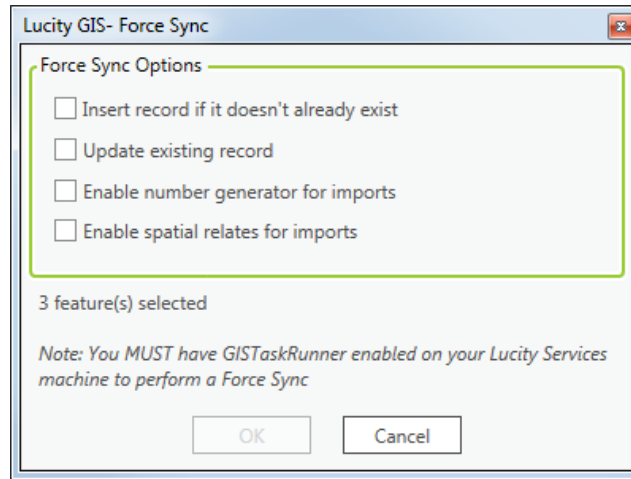 Lucity GIS- Force Sync
Force Sync Options
Insert record if it doesn't already exist
Update existing record
Enable number generator for imports
Enable spatial relates for imports
3 feature(s) selected
Note: You MUST have GISTaskRunner enabled on your Lucity Services
machine to perform a Force Sync
OK Cancel